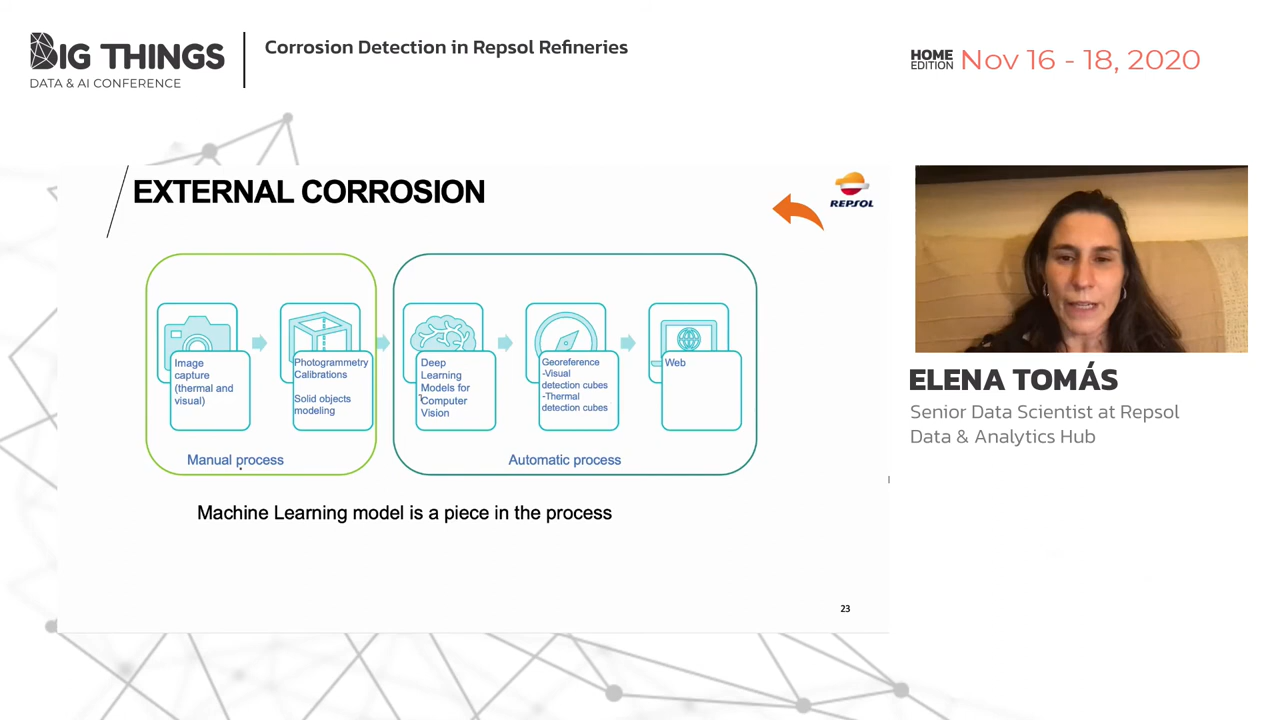 BIG THINGS
DATA & AI CONFERENCE
Corrosion Detection in Repsol Refineries
HOME
EDITION
Nov 16 - 18, 2020
EXTERNAL CORROSION
REPSOL
Image
capture
(thermal and
visual)
Photogrammetry
Calibrations
Solid objects
modeling
Deep
Learning
Models for
Computer
Vision
Georeference
-Visual
detection cubes
-Thermal
detection cubes
Web
Manual process
Automatic process
Machine Learning model is a piece in the process
23
ELENA TOMÁS
Senior Data Scientist at Repsol
Data & Analytics Hub